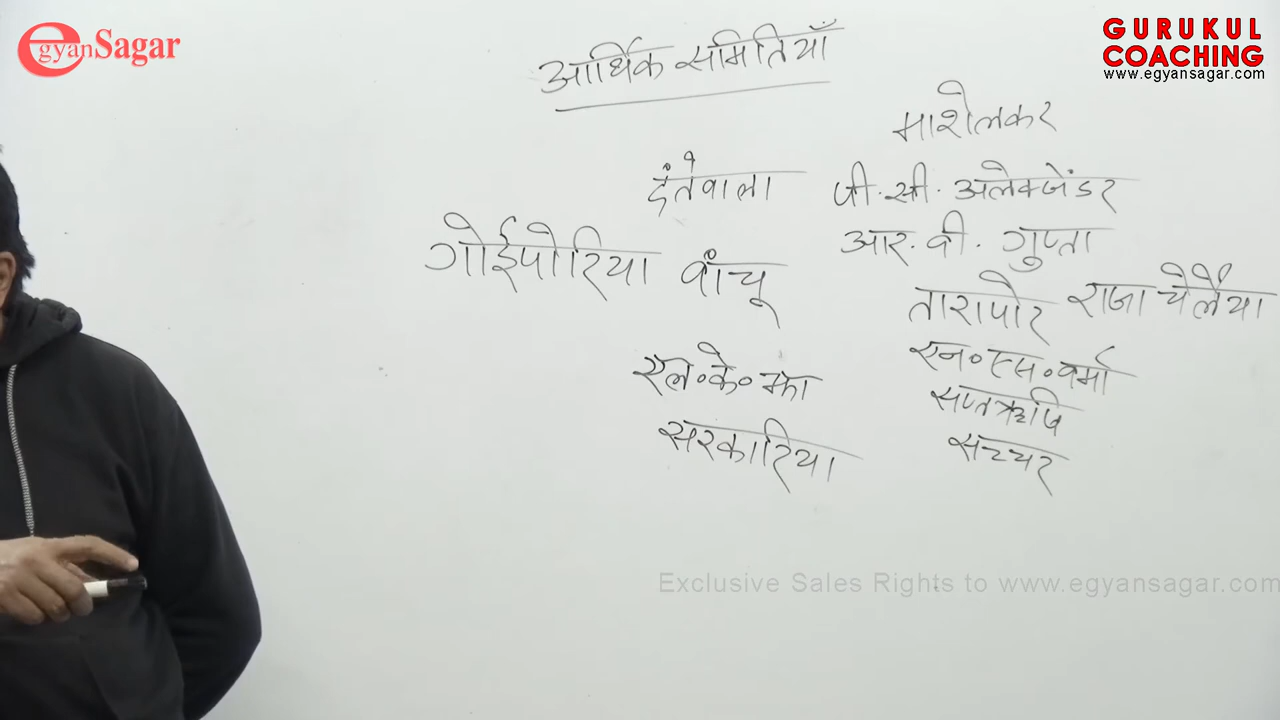 egyanSagar
GURUKUL
COACHING
www.egyansagar.com
आर्थिक समितियाँ
माशेलकर
दंतेवाला
पी.सी. अलेक्जेंडर
आर. वी. गुप्ता
गोईपोरिया
वांचू
तारापोर
राजा चेलैया
एल॰के॰झा
एन॰एस॰वर्मा
सप्तऋषि
सरकारिया
सच्चर
Exclusive Sales Rights to www.egyansagar.com